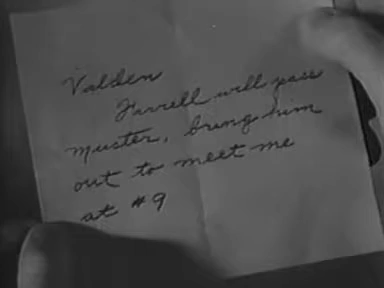 Valden
Farrell will pass
muster, bring him
out to meet me
at #9